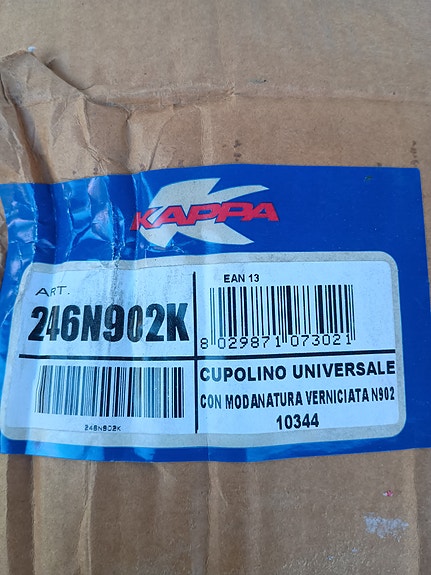 KAPPA
EAN 13
ART.
246N902K
8 029871 073021
246N902K
CUPOLINO UNIVERSALE
CON MODANATURA VERNICIATA N902
10344